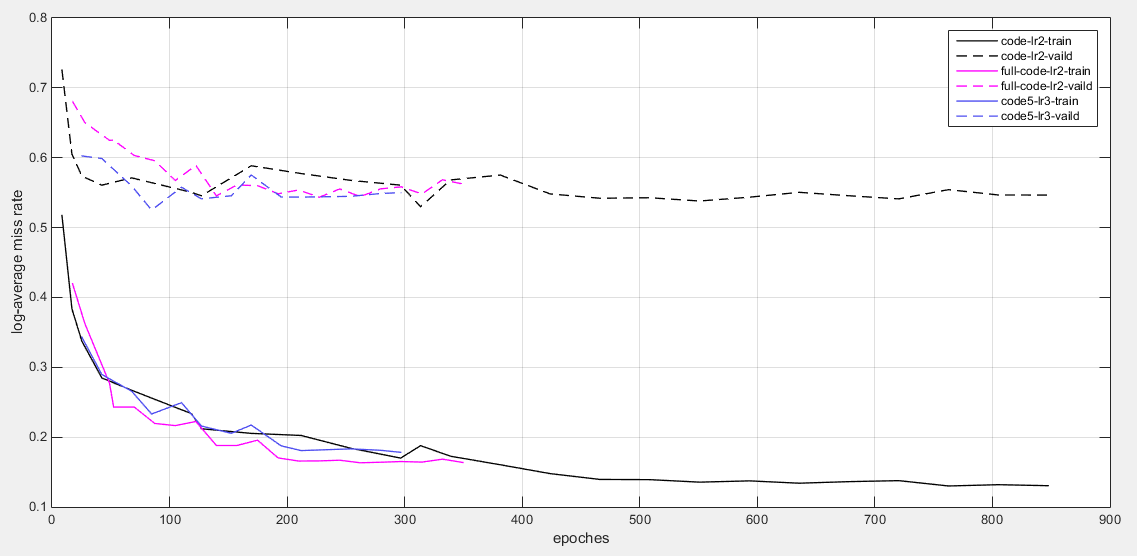 0.8
0.7
0.6
0.5
0.4
0.3
0.2
0.1
log-average miss rate
0
100
200
300
400
500
600
700
800
900
epoches
code-lr2-train
code-lr2-vaild
full-code-lr2-train
full-code-lr2-vaild
code5-lr3-train
code5-lr3-vaild